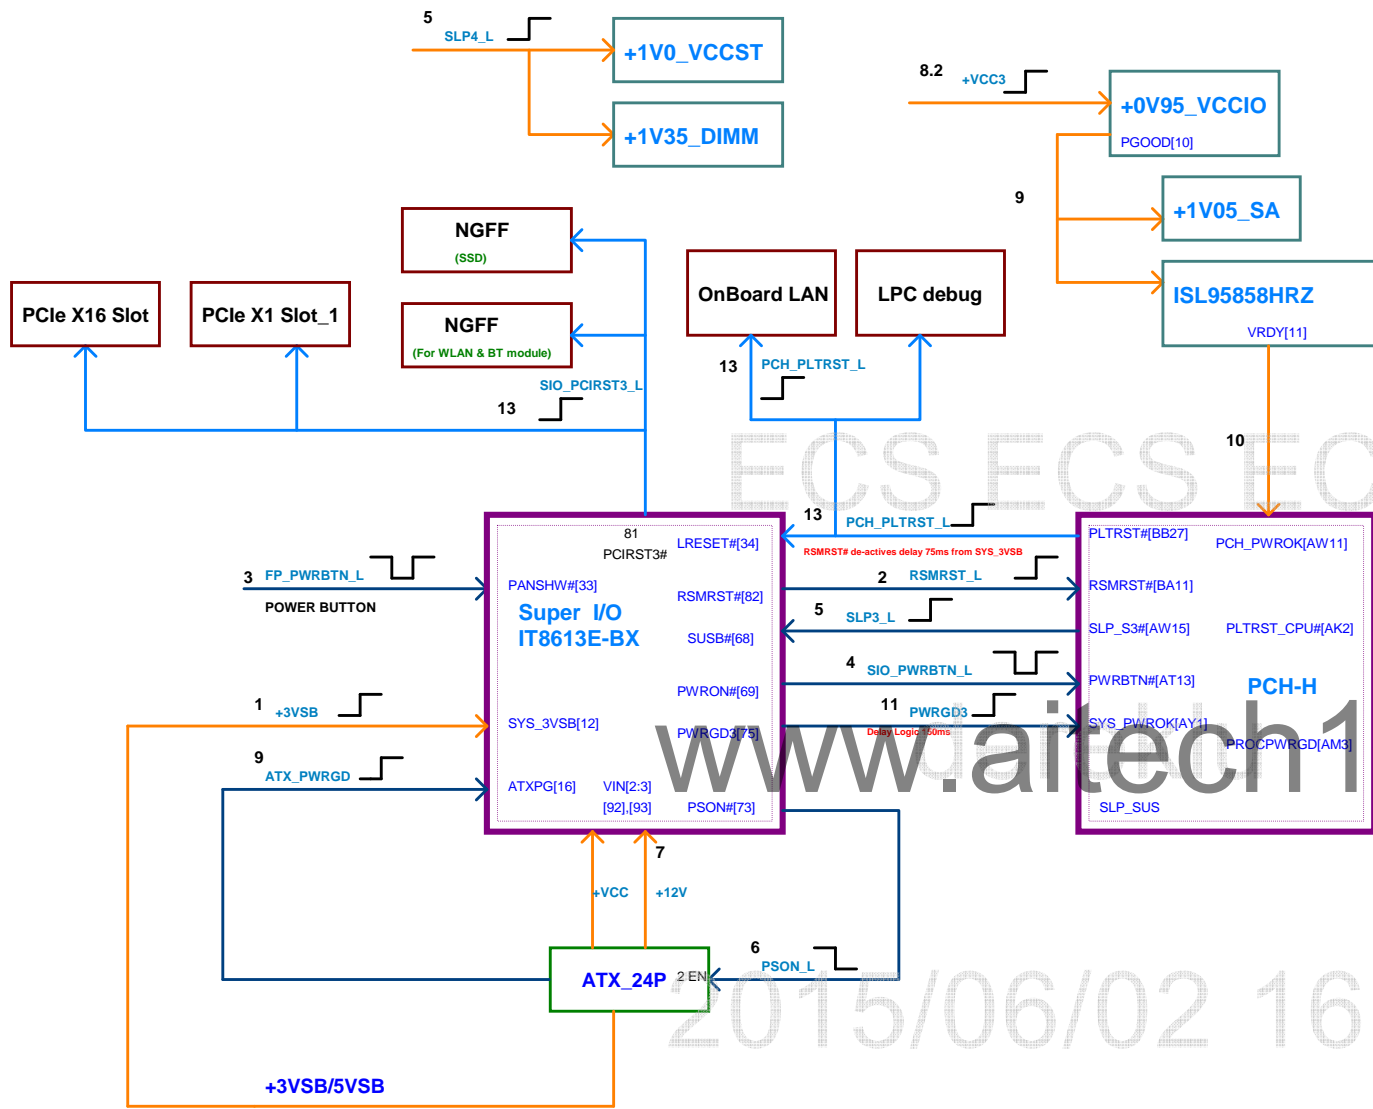 5
SLP4_L
+1V0_VCCST
+1V35_DIMM
8.2
+VCC3
+0V95_VCCIO
PGOOD[10]
9
+1V05_SA
ISL95858HRZ
VRDY[11]
10
NGFF
(SSD)
NGFF
(For WLAN & BT module)
PCIe X16 Slot
PCIe X1 Slot_1
OnBoard LAN
LPC debug
13
SIO_PCIRST3_L
13
PCH_PLTRST_L
ECS ECS EC
13
PCH_PLTRST_L
RSMRST# de-actives delay 75ms from SYS_3VSB
2
RSMRST_L
5
SLP3_L
4
SIO_PWRBTN_L
11
PWRGD3
Delay Logic 150ms
3
FP_PWRBTN_L
POWER BUTTON
1
+3VSB
9
ATX_PWRGD
81
PCIRST3#
LRESET#[34]
PANSHW#[33]
RSMRST#[82]
Super I/O
IT8613E-BX
SUSB#[68]
PWRON#[69]
SYS_3VSB[12]
PWRGD3[75]
ATXPG[16]
VIN[2:3]
[92],[93]
PSON#[73]
PLTRST#[BB27]
PCH_PWROK[AW11]
RSMRST#[BA11]
SLP_S3#[AW15]
PLTRST_CPU#[AK2]
PWRBTN#[AT13]
PCH-H
SYS_PWROK[AY1]
PROCPWRGD[AM3]
SLP_SUS
www.aitech1
7
+VCC
+12V
6
PSON_L
ATX_24P
2 EN
2015/06/02 16
+3VSB/5VSB